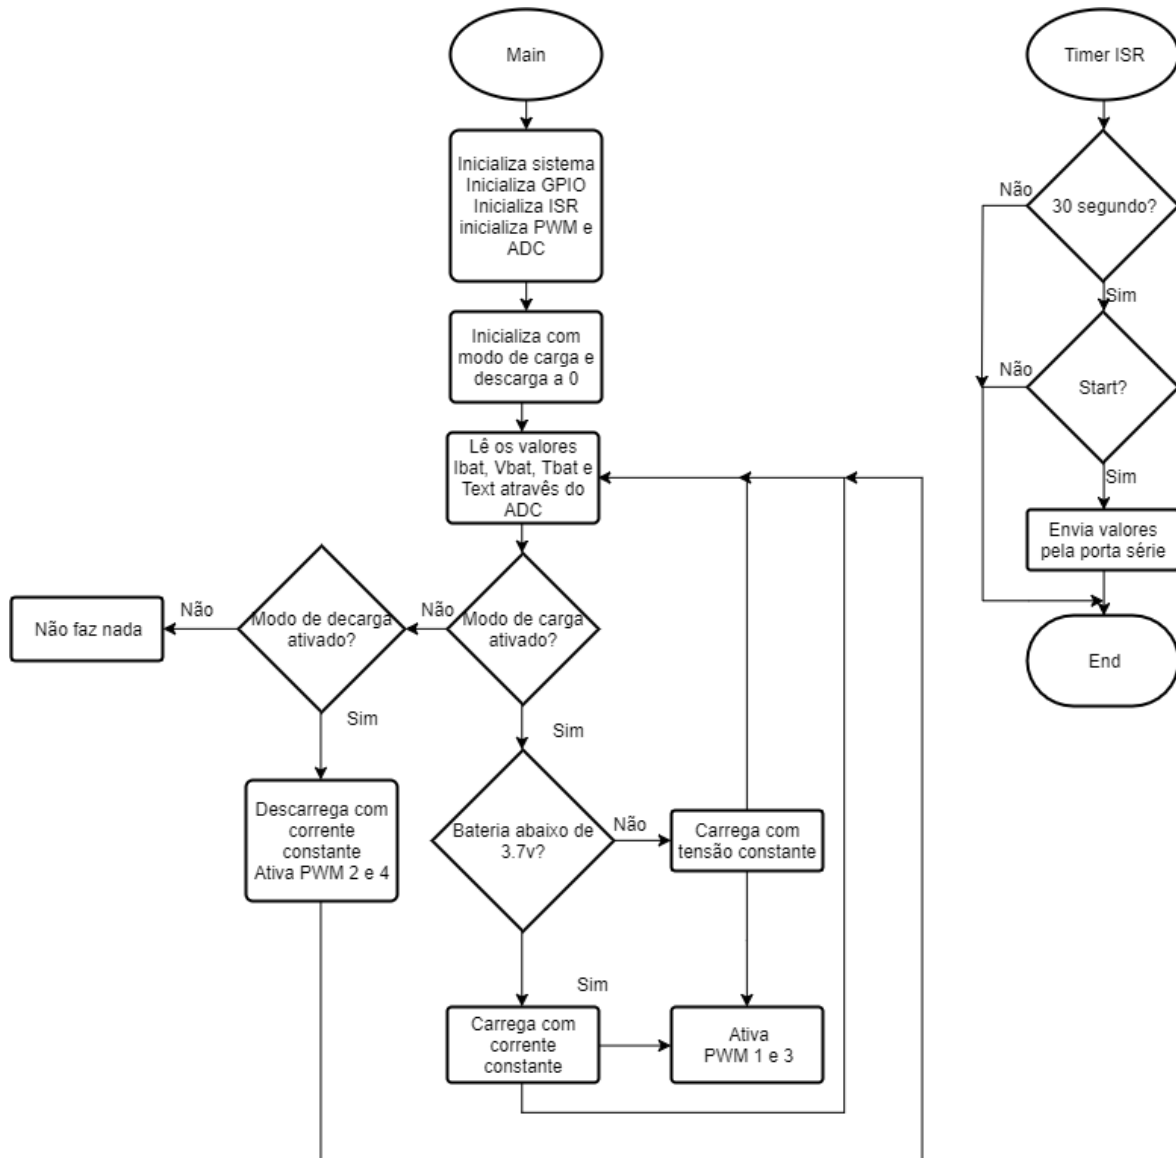 Main
Inicializa sistema
Inicializa GPIO
Inicializa ISR
inicializa PWM e
ADC
Inicializa com
modo de carga e
descarga a 0
Lê os valores
Ibat, Vbat, Tbat e
Text através do
ADC
Modo de carga
ativado?
Não
Modo de decarga
ativado?
Não
Não faz nada
Sim
Descarrega com
corrente
constante
Ativa PWM 2 e 4
Sim
Bateria abaixo de
3.7v?
Não
Carrega com
tensão constante
Sim
Carrega com
corrente
constante
Ativa
PWM 1 e 3
Timer ISR
30 segundo?
Não
Sim
Start?
Não
Sim
Envia valores
pela porta série
End